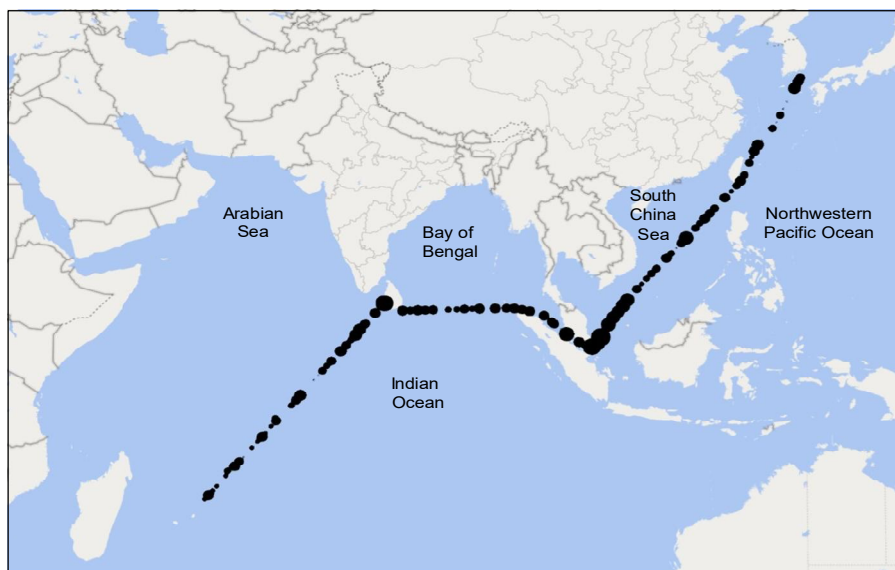 South
China
Sea
Arabian
Sea
Northwestern
Pacific Ocean
Bay of
Bengal
Indian
Ocean